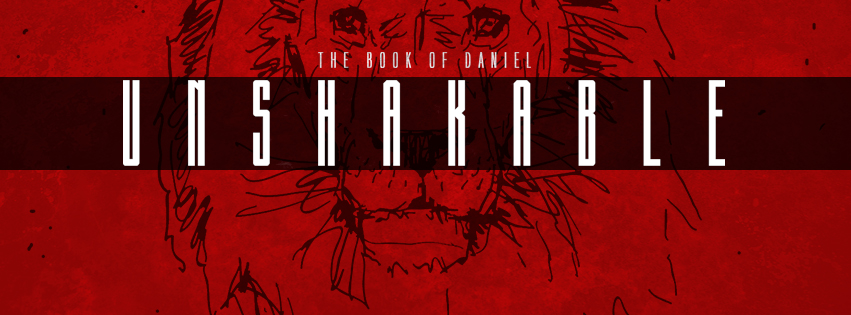 THE BOOK OF DANIEL
UNSHAKABLE